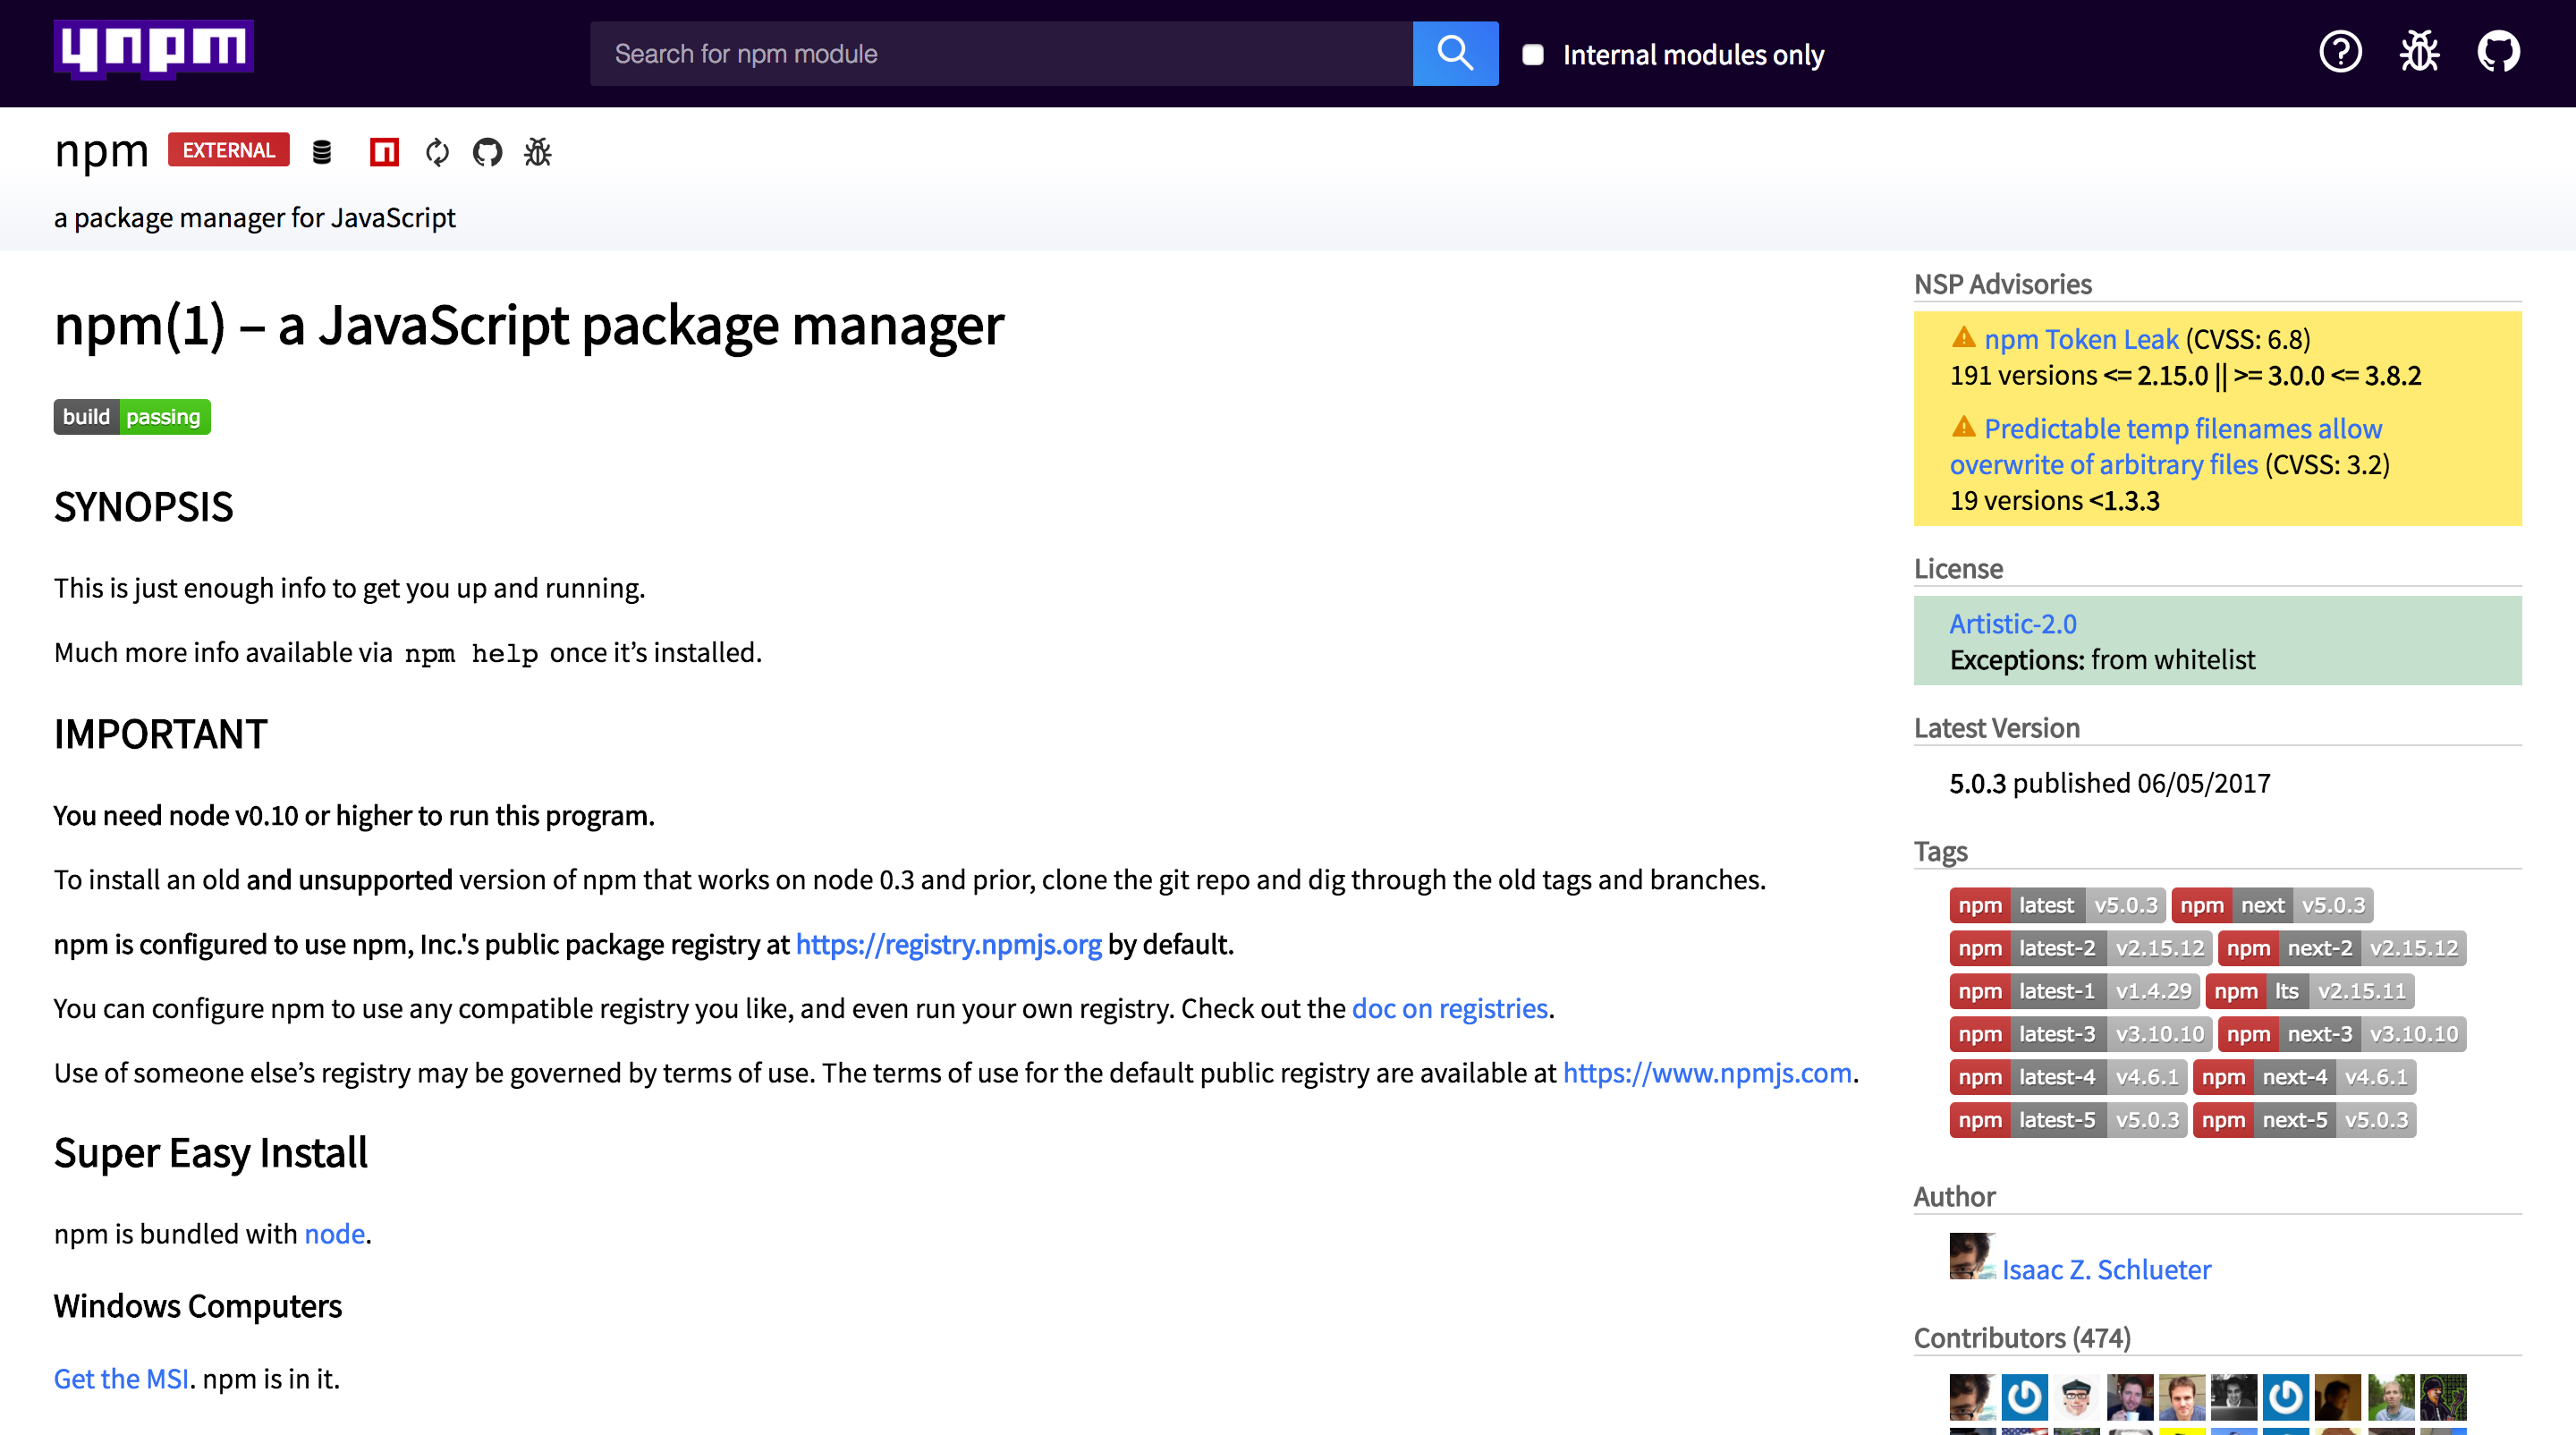 ynpm
Search for npm module
Internal modules only
npm EXTERNAL
a package manager for JavaScript
npm(1) – a JavaScript package manager
build passing
SYNOPSIS
This is just enough info to get you up and running.
Much more info available via npm help once it’s installed.
IMPORTANT
You need node v0.10 or higher to run this program.
To install an old and unsupported version of npm that works on node 0.3 and prior, clone the git repo and dig through the old tags and branches.
npm is configured to use npm, Inc.'s public package registry at https://registry.npmjs.org by default.
You can configure npm to use any compatible registry you like, and even run your own registry. Check out the doc on registries.
Use of someone else’s registry may be governed by terms of use. The terms of use for the default public registry are available at https://www.npmjs.com.
Super Easy Install
npm is bundled with node.
Windows Computers
Get the MSI. npm is in it.
NSP Advisories
npm Token Leak (CVSS: 6.8)
191 versions <= 2.15.0 || >= 3.0.0 <= 3.8.2
Predictable temp filenames allow
overwrite of arbitrary files (CVSS: 3.2)
19 versions <1.3.3
License
Artistic-2.0
Exceptions: from whitelist
Latest Version
5.0.3 published 06/05/2017
Tags
npm latest v5.0.3 npm next v5.0.3
npm latest-2 v2.15.12 npm next-2 v2.15.12
npm latest-1 v1.4.29 npm lts v2.15.11
npm latest-3 v3.10.10 npm next-3 v3.10.10
npm latest-4 v4.6.1 npm next-4 v4.6.1
npm latest-5 v5.0.3 npm next-5 v5.0.3
Author
Isaac Z. Schlueter
Contributors (474)